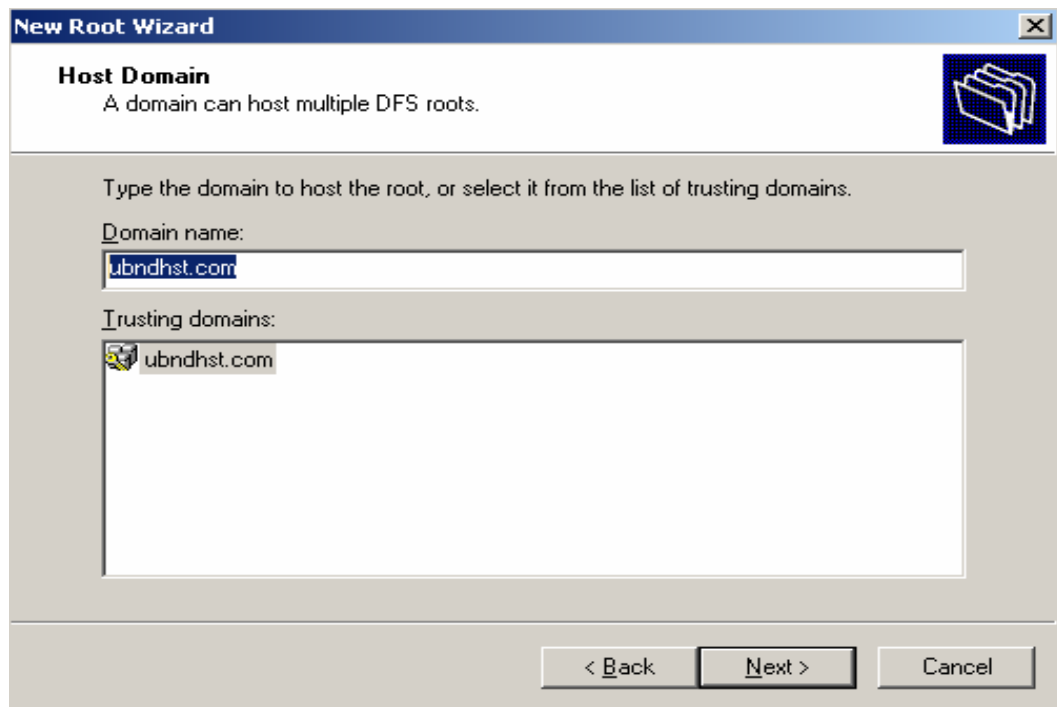 New Root Wizard
Host Domain
A domain can host multiple DFS roots.
Type the domain to host the root, or select it from the list of trusting domains.
Domain name:
ubndhst.com
Trusting domains:
ubndhst.com
< Back
Next >
Cancel